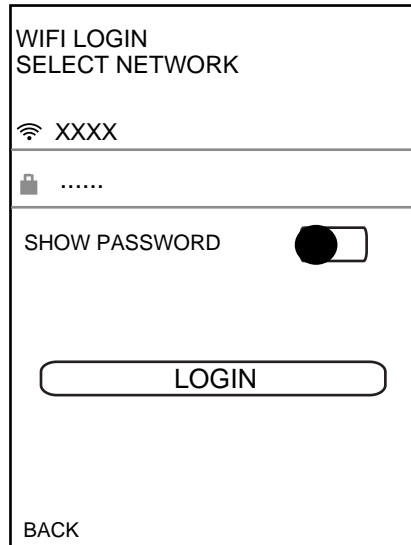 WIFI LOGIN
SELECT NETWORK
XXXX
......
SHOW PASSWORD
LOGIN
BACK